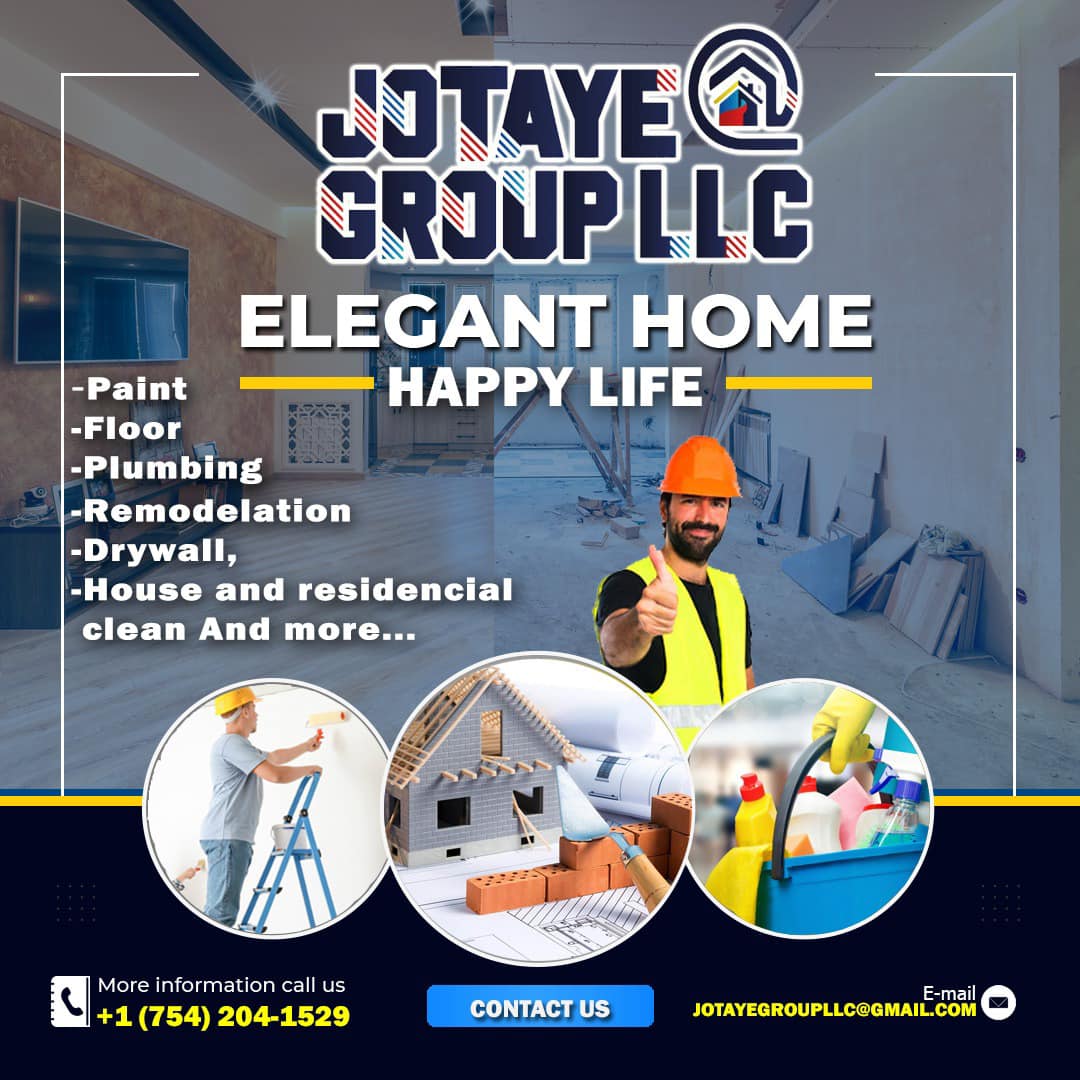 JOTAYE
GROUP LLC
ELEGANT HOME
HAPPY LIFE
-Paint
-Floor
-Plumbing
-Remodelation
-Drywall,
-House and residencial
clean And more...
More information call us
+1 (754) 204-1529
CONTACT US
E-mail
JOTAYEGROUPLLC@GMAIL.COM